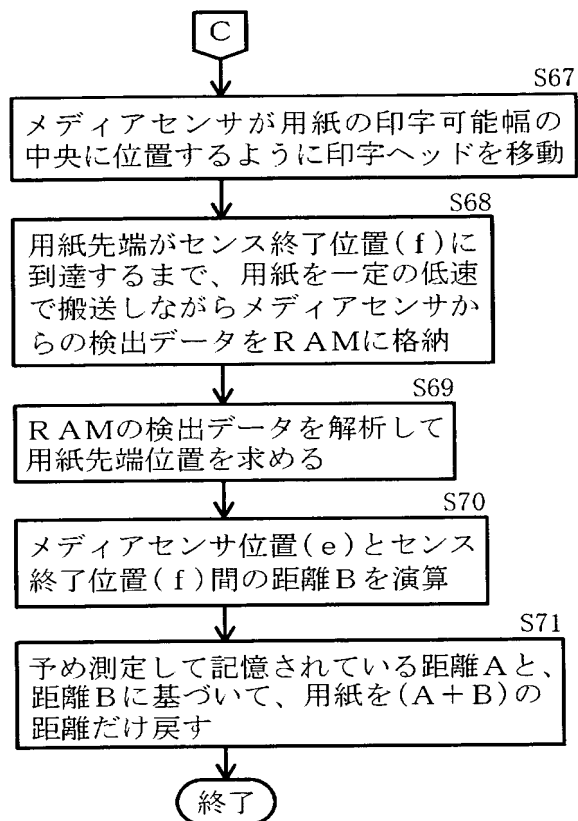 C
S67
メディアセンサが用紙の印字可能幅の
中央に位置するように印字ヘッドを移動
S68
用紙先端がセンス終了位置(f)に
到達するまで、用紙を一定の低速
で搬送しながらメディアセンサか
らの検出データをRAMに格納
S69
RAMの検出データを解析して
用紙先端位置を求める
S70
メディアセンサ位置(e)とセンス
終了位置(f)間の距離Bを演算
S71
予め測定して記憶されている距離Aと、
距離Bに基づいて、用紙を(A+B)の
距離だけ戻す
終了